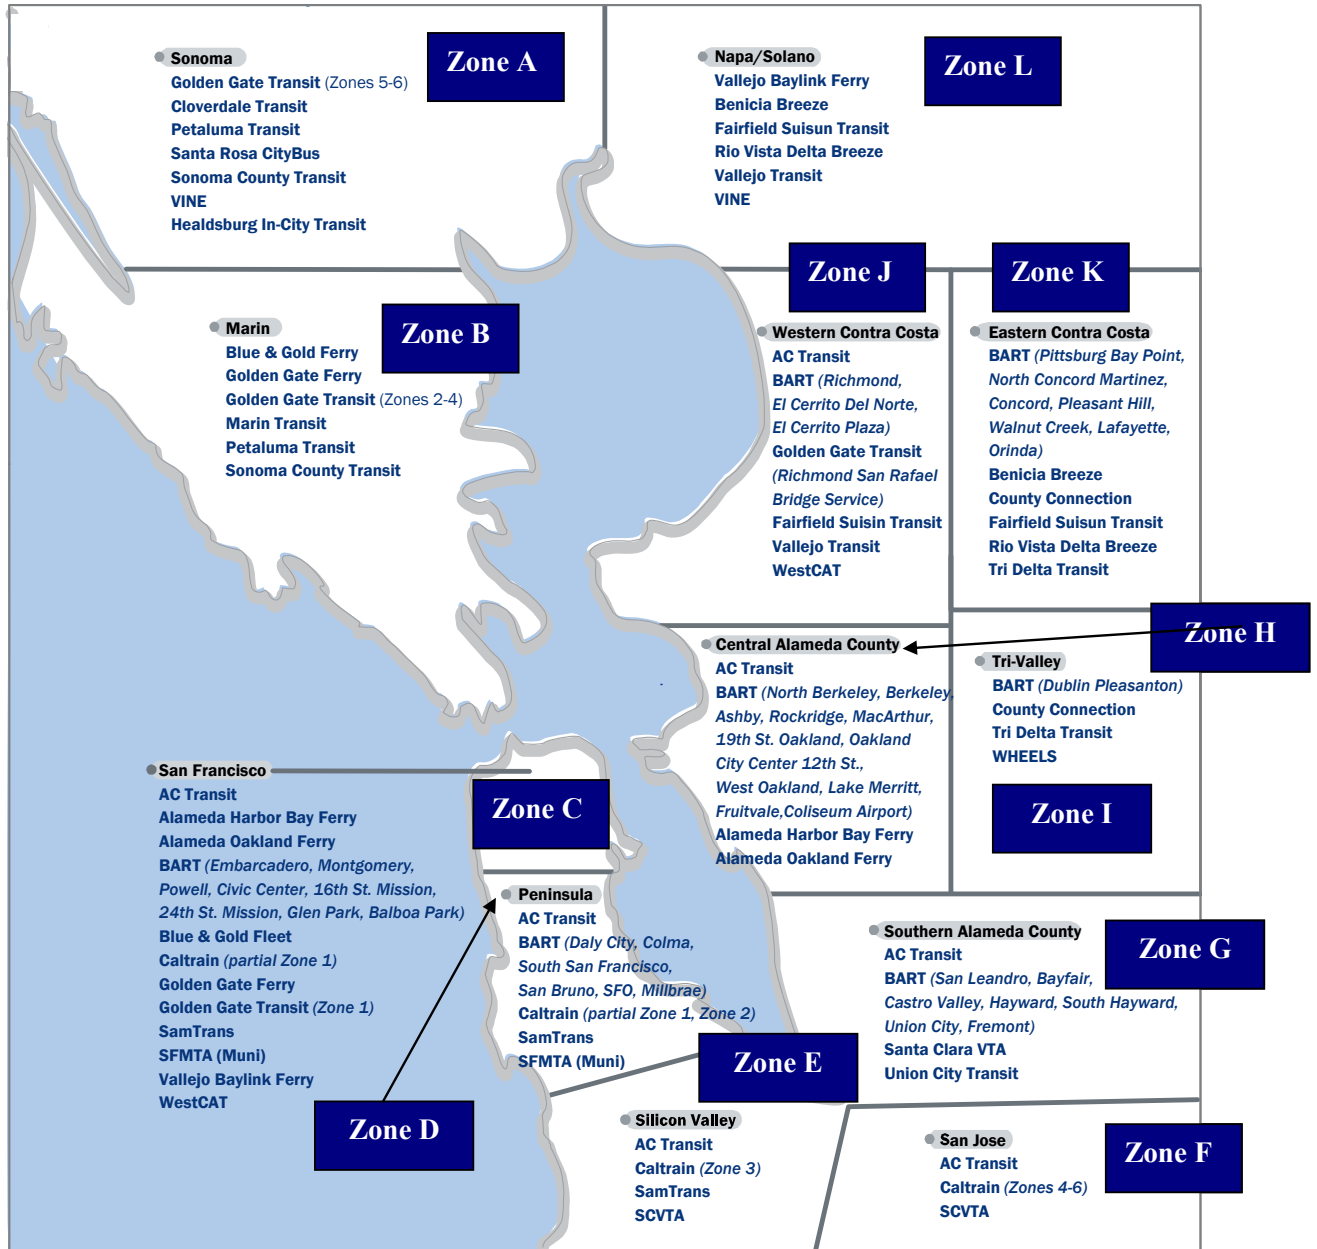 Zone A
Sonoma
Golden Gate Transit (Zones 5-6)
Cloverdale Transit
Petaluma Transit
Santa Rosa CityBus
Sonoma County Transit
VINE
Healdsburg In-City Transit
Zone L
Napa/Solano
Vallejo Baylink Ferry
Benicia Breeze
Fairfield Suisun Transit
Rio Vista Delta Breeze
Vallejo Transit
VINE
Zone B
Marin
Blue & Gold Ferry
Golden Gate Ferry
Golden Gate Transit (Zones 2-4)
Marin Transit
Petaluma Transit
Sonoma County Transit
Zone J
Western Contra Costa
AC Transit
BART (Richmond,
El Cerrito Del Norte,
El Cerrito Plaza)
Golden Gate Transit
(Richmond San Rafael
Bridge Service)
Fairfield Suisin Transit
Vallejo Transit
WestCAT
Zone K
Eastern Contra Costa
BART (Pittsburg Bay Point,
North Concord Martinez,
Concord, Pleasant Hill,
Walnut Creek, Lafayette,
Orinda)
Benicia Breeze
County Connection
Fairfield Suisun Transit
Rio Vista Delta Breeze
Tri Delta Transit
Zone H
Central Alameda County
AC Transit
BART (North Berkeley, Berkeley,
Ashby, Rockridge, MacArthur,
19th St. Oakland, Oakland
City Center 12th St.,
West Oakland, Lake Merritt,
Fruitvale,Coliseum Airport)
Alameda Harbor Bay Ferry
Alameda Oakland Ferry
Tri-Valley
BART (Dublin Pleasanton)
County Connection
Tri Delta Transit
WHEELS
Zone I
San Francisco
AC Transit
Alameda Harbor Bay Ferry
Alameda Oakland Ferry
BART (Embarcadero, Montgomery,
Powell, Civic Center, 16th St. Mission,
24th St. Mission, Glen Park, Balboa Park)
Blue & Gold Fleet
Caltrain (partial Zone 1)
Golden Gate Ferry
Golden Gate Transit (Zone 1)
SamTrans
SFMTA (Muni)
Vallejo Baylink Ferry
WestCAT
Zone C
Peninsula
AC Transit
BART (Daly City, Colma,
South San Francisco,
San Bruno, SFO, Millbrae)
Caltrain (partial Zone 1, Zone 2)
SamTrans
SFMTA (Muni)
Zone D
Southern Alameda County
AC Transit
BART (San Leandro, Bayfair,
Castro Valley, Hayward, South Hayward,
Union City, Fremont)
Santa Clara VTA
Union City Transit
Zone G
Zone E
Silicon Valley
AC Transit
Caltrain (Zone 3)
SamTrans
SCVTA
San Jose
AC Transit
Caltrain (Zones 4-6)
SCVTA
Zone F